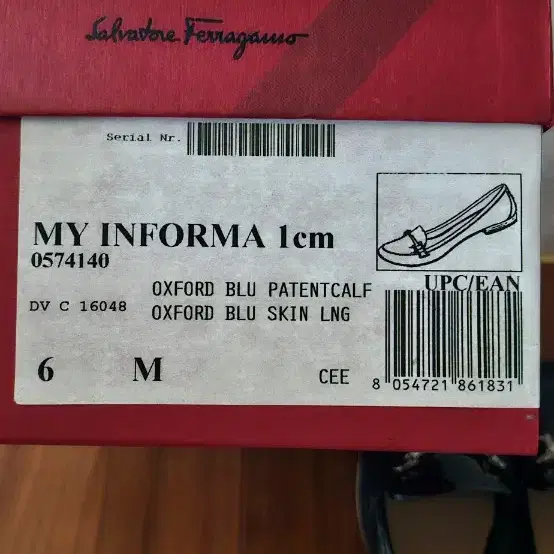 Salvatore Ferragamo
Serial Nr.
MY INFORMA 1cm
0574140
UPC/EAN
OXFORD BLU PATENTCALF
DV C 16048 OXFORD BLU SKIN LNG
6 M CEE
8 054721 861831